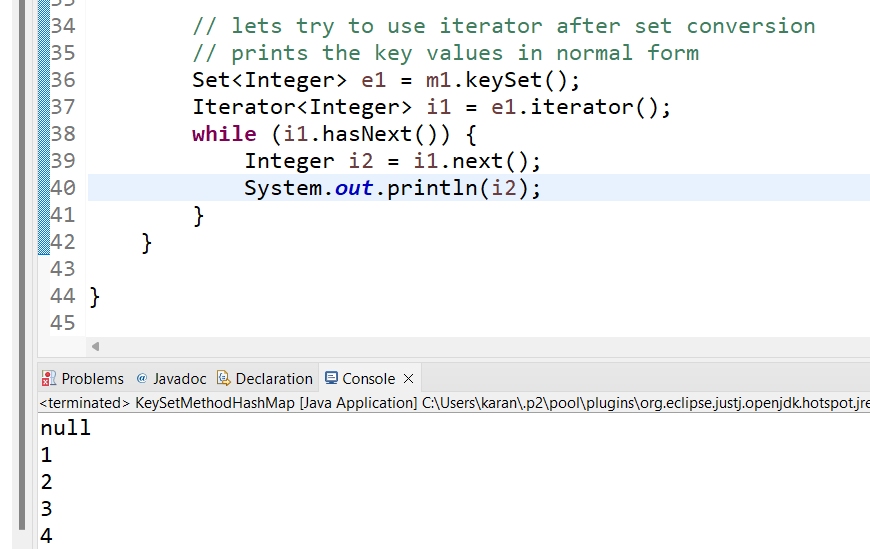 34 // lets try to use iterator after set conversion
35 // prints the key values in normal form
36 Set<Integer> e1 = m1.keySet();
37 Iterator<Integer> i1 = e1.iterator();
38 while (i1.hasNext()) {
39 Integer i2 = i1.next();
40 System.out.println(i2);
41 }
42 }
43
44 }
45
Problems @ Javadoc Declaration Console
<terminated> KeySetMethodHashMap [Java Application] C:\Users\karan\.p2\pool\plugins\org.eclipse.justj.openjdk.hotspot.jre
null
1
2
3
4